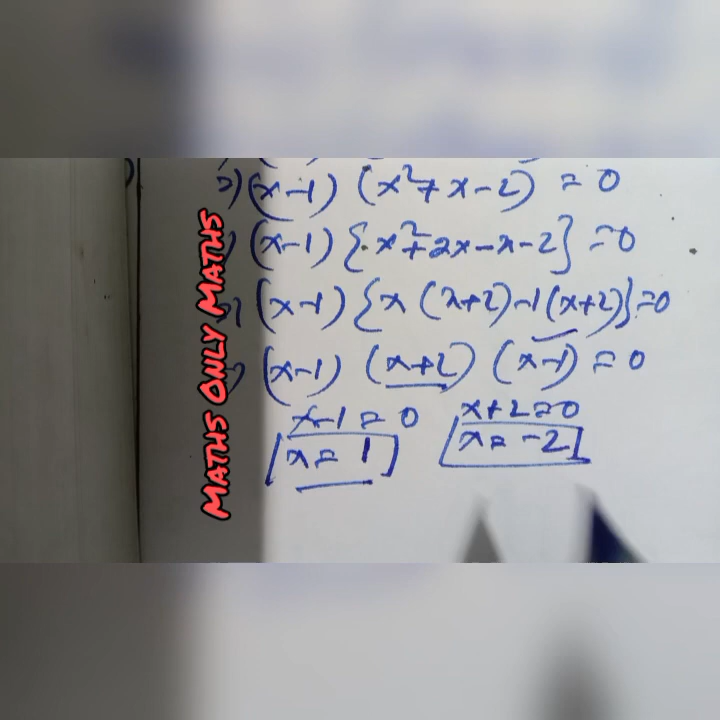 ⇒) (x-1) (x²+x-2) = 0
) (x-1) {x²+2x-x-2} = 0
⇒) (x-1) {x (x+2)-1(x+2)} = 0
⇒) (x-1) (x+2) (x-1) = 0
x-1 = 0 x+2=0
x = 1 x = -2
MATHS ONLY MATHS